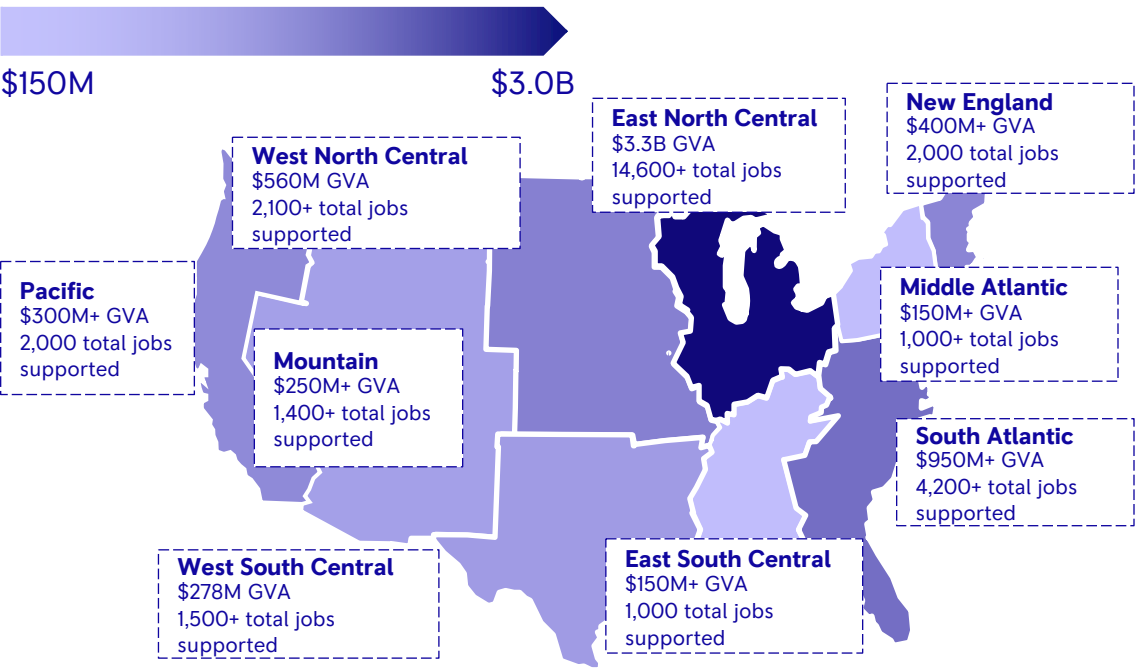 $150M
$3.0B
East North Central
$3.3B GVA
14,600+ total jobs
supported
New England
$400M+ GVA
2,000 total jobs
supported
West North Central
$560M GVA
2,100+ total jobs
supported
Pacific
$300M+ GVA
2,000 total jobs
supported
Mountain
$250M+ GVA
1,400+ total jobs
supported
Middle Atlantic
$150M+ GVA
1,000+ total jobs
supported
South Atlantic
$950M+ GVA
4,200+ total jobs
supported
West South Central
$278M GVA
1,500+ total jobs
supported
East South Central
$150M+ GVA
1,000 total jobs
supported